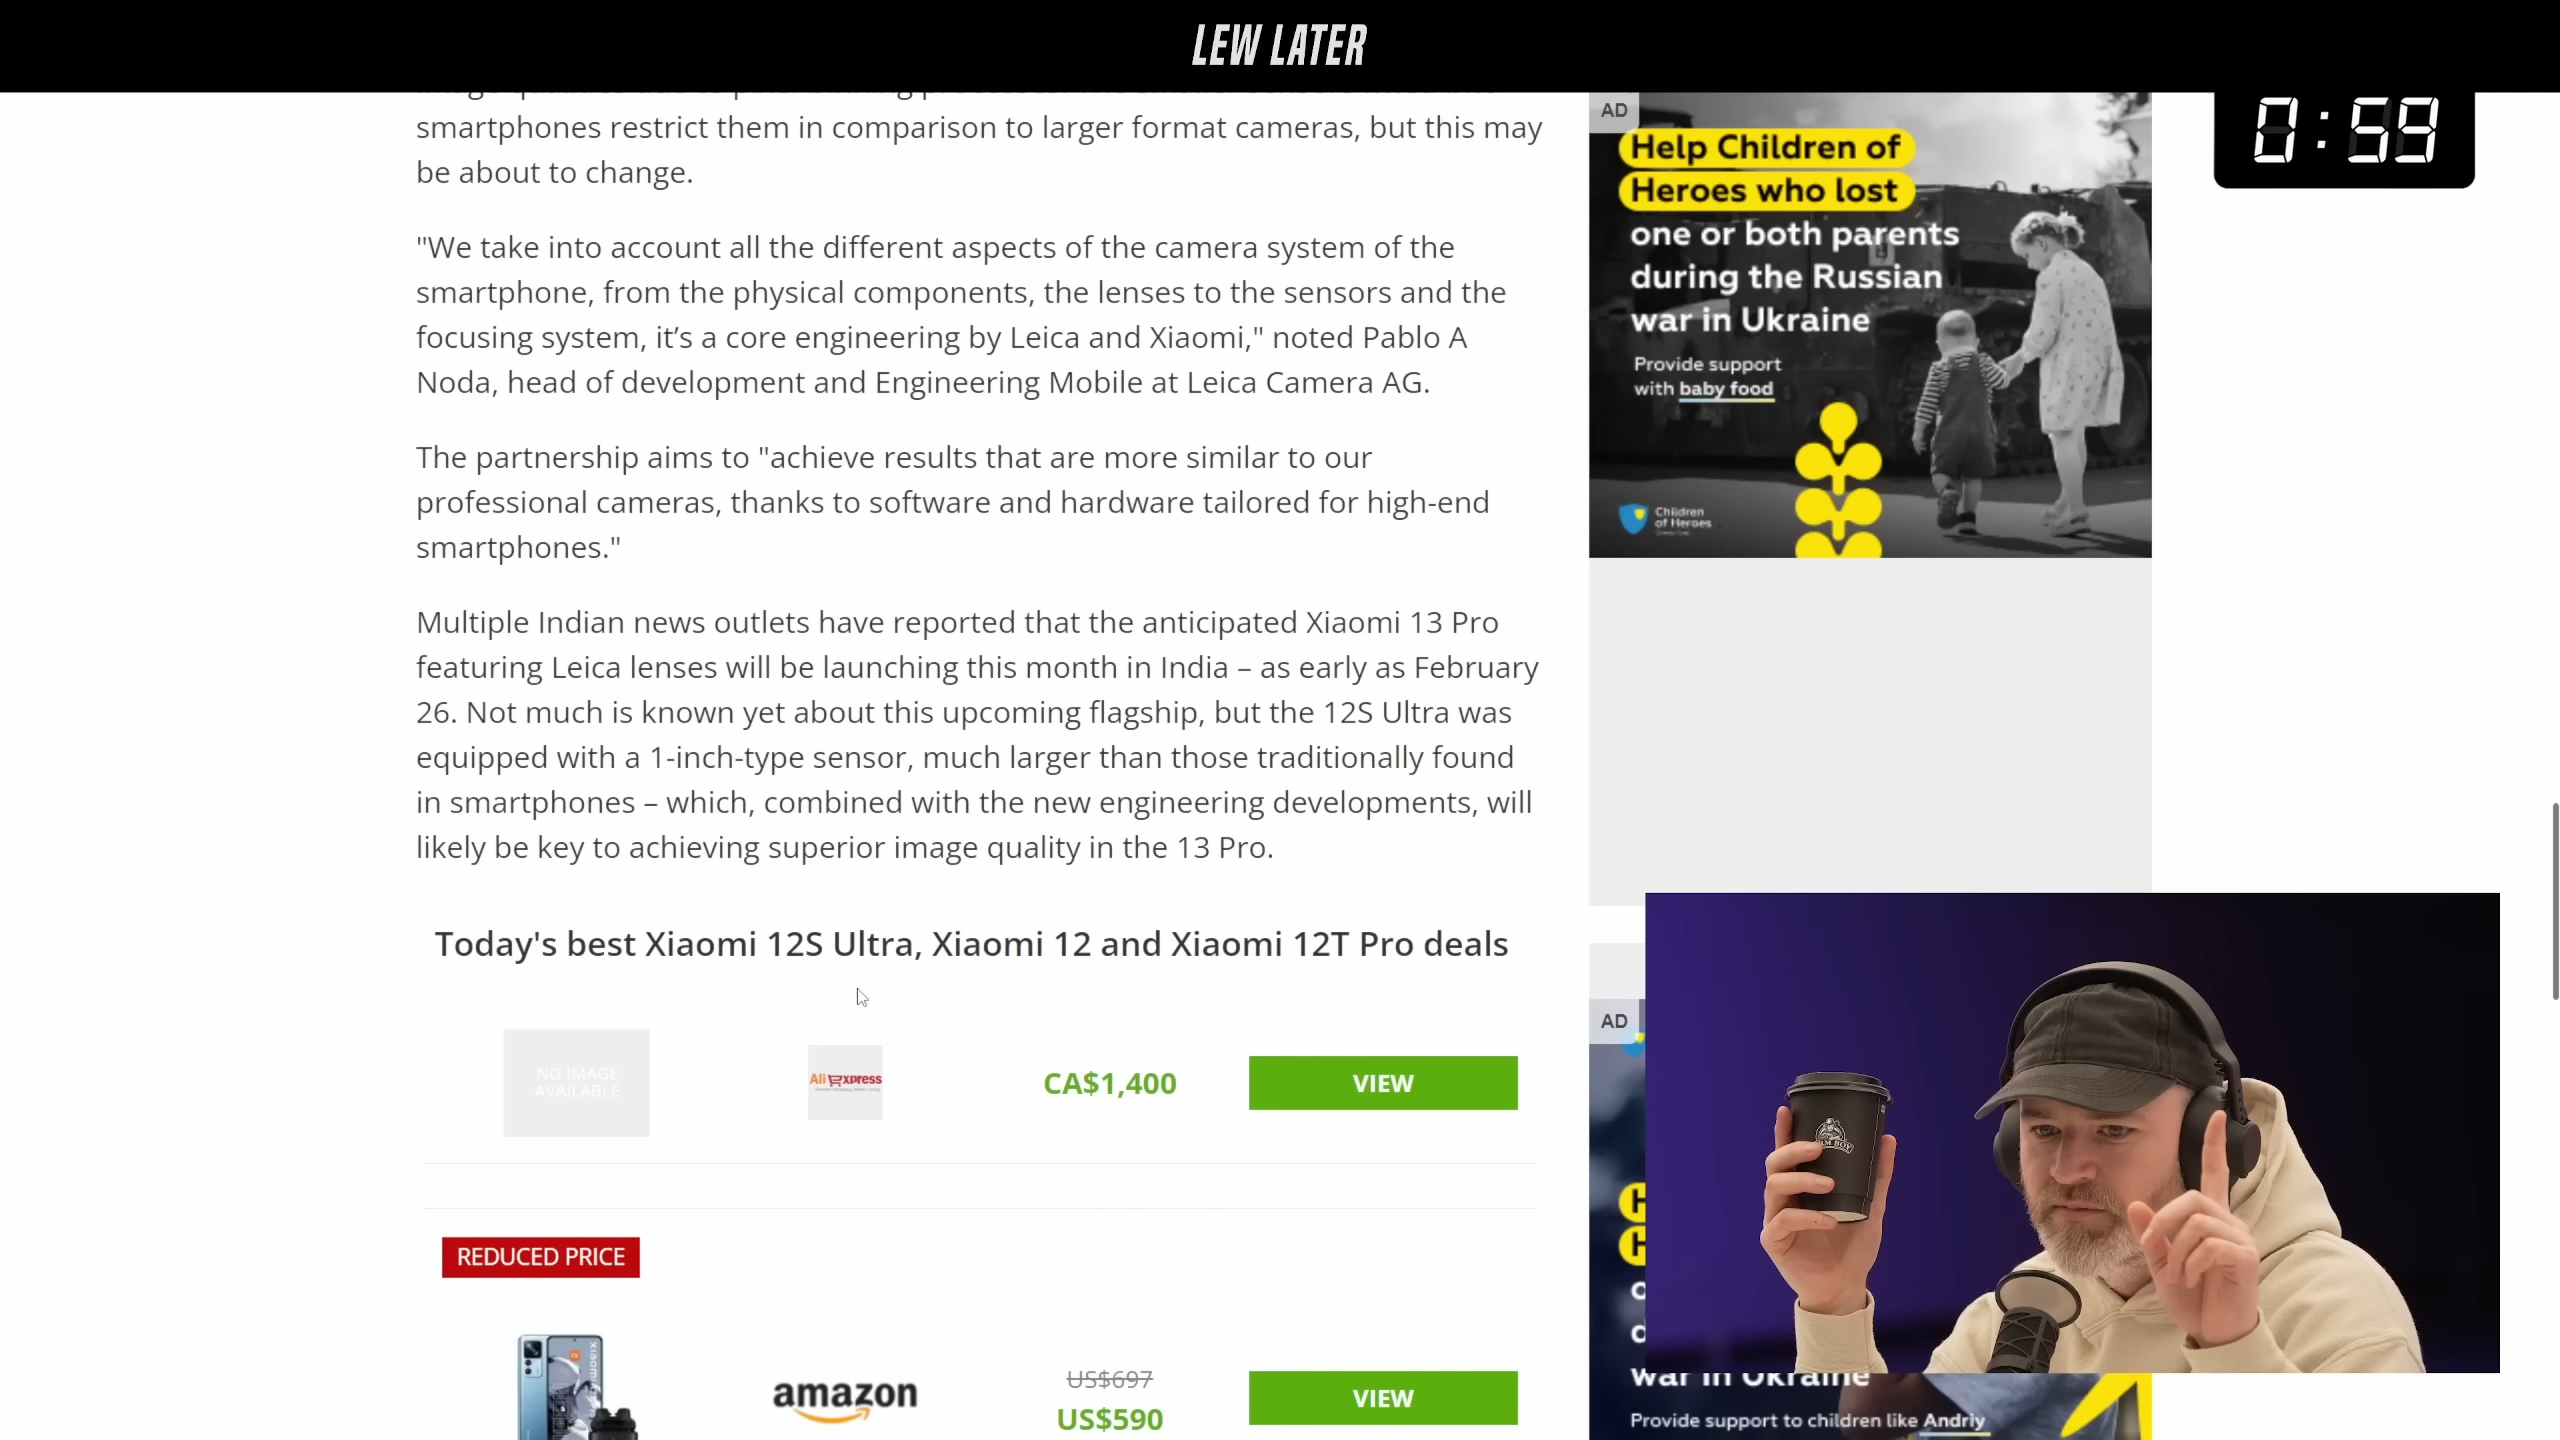 LEW LATER
smartphones restrict them in comparison to larger format cameras, but this may
be about to change.
"We take into account all the different aspects of the camera system of the
smartphone, from the physical components, the lenses to the sensors and the
focusing system, it’s a core engineering by Leica and Xiaomi," noted Pablo A
Noda, head of development and Engineering Mobile at Leica Camera AG.
The partnership aims to "achieve results that are more similar to our
professional cameras, thanks to software and hardware tailored for high-end
smartphones."
Multiple Indian news outlets have reported that the anticipated Xiaomi 13 Pro
featuring Leica lenses will be launching this month in India – as early as February
26. Not much is known yet about this upcoming flagship, but the 12S Ultra was
equipped with a 1-inch-type sensor, much larger than those traditionally found
in smartphones – which, combined with the new engineering developments, will
likely be key to achieving superior image quality in the 13 Pro.
Today's best Xiaomi 12S Ultra, Xiaomi 12 and Xiaomi 12T Pro deals
NO IMAGE
AVAILABLE
AliExpress
CA$1,400
VIEW
REDUCED PRICE
xiaomi
amazon
US$697
US$590
VIEW
AD
Help Children of
Heroes who lost
one or both parents
during the Russian
war in Ukraine
Provide support
with baby food
Children
of Heroes
0:59
AD
war in Ukraine
Provide support to children like Andriy